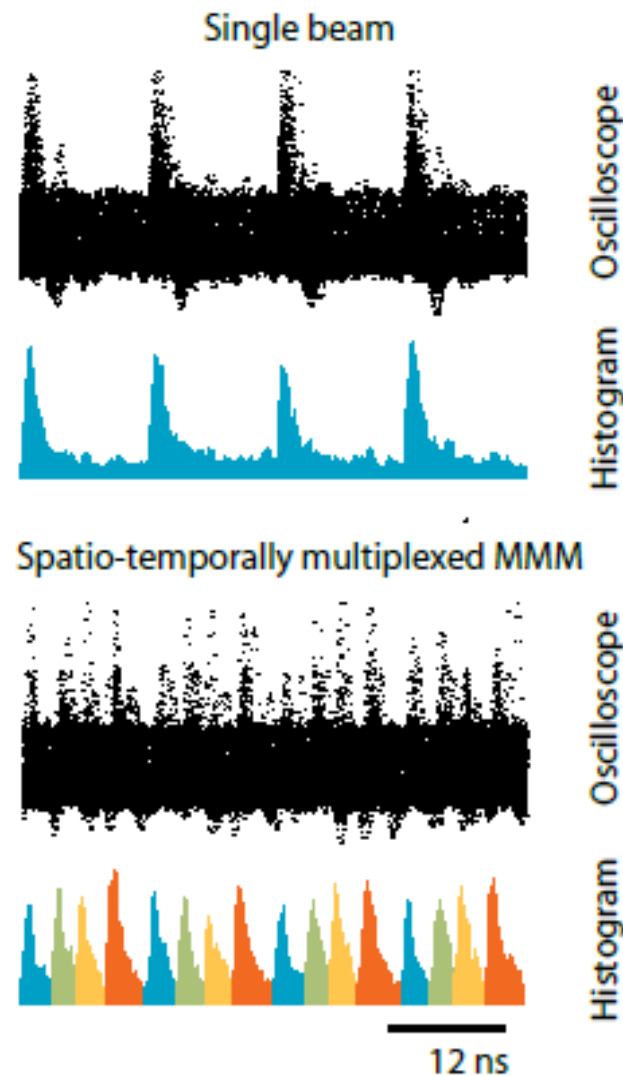 Single beam
Oscilloscope
Histogram
Spatio-temporally multiplexed MMM
Oscilloscope
Histogram
12 ns